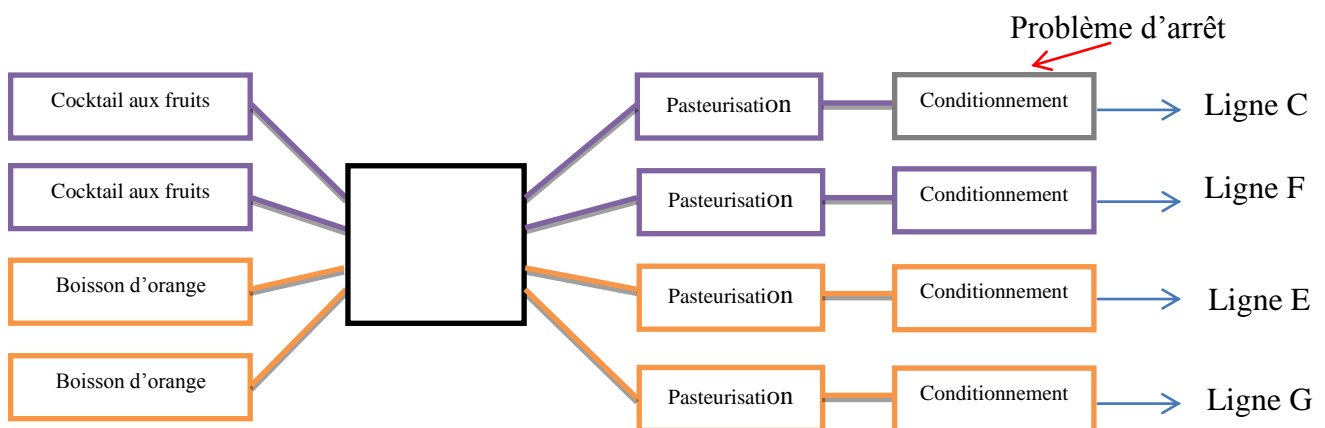 Problème d'arrêt
Cocktail aux fruits
Pasteurisation
Conditionnement
Ligne C
Cocktail aux fruits
Pasteurisation
Conditionnement
Ligne F
Boisson d'orange
Pasteurisation
Conditionnement
Ligne E
Boisson d'orange
Pasteurisation
Conditionnement
Ligne G